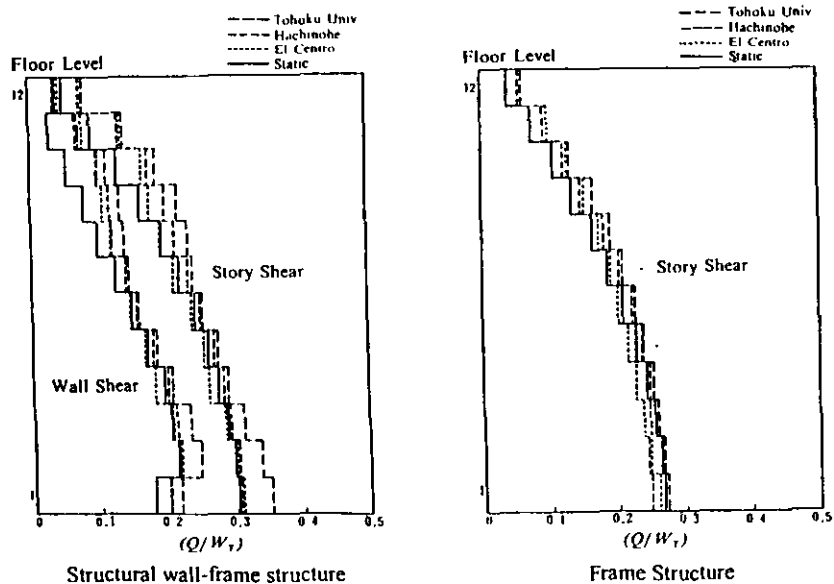 Tohoku Univ
Hachinohe
El Centro
Static
Floor Level
12
Story Shear
Wall Shear
1
0 0.1 0 2 0.3 0.4 0.5
(Q/W_T)
Structural wall-frame structure
Tohoku Univ
Hachinohe
El Centro
Static
Floor Level
12
Story Shear
1
0 0 1 0.2 0.3 0.4 0.5
(Q/W_T)
Frame Structure